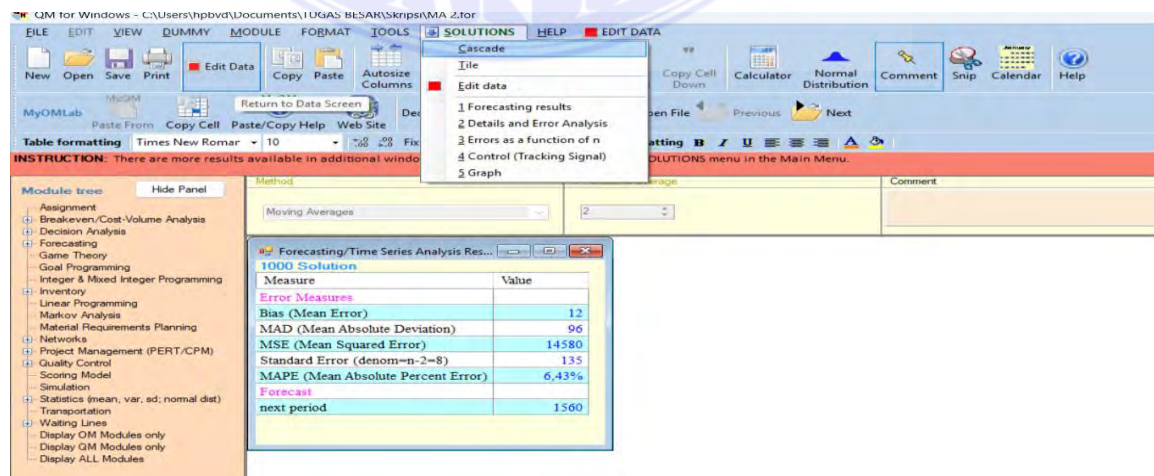 QM for Windows - C:\Users\hpbvd\Documents\TUGAS BESAR\Skripsi\MA 2.for
FILE EDIT VIEW DUMMY MODULE FORMAT TOOLS SOLUTIONS HELP EDIT DATA
Cascade
Tile
Edit data
1 Forecasting results
2 Details and Error Analysis
3 Errors as a function of n
4 Control (Tracking Signal)
5 Graph
New Open Save Print Edit Data Copy Paste Autosize Columns Copy Cell Down Calculator Normal Distribution Comment Snip Calendar Help
Return to Data Screen
MyOMLab Paste From Copy Cell Paste/Copy Help Web Site Dec pen File Previous Next
Table formatting Times New Romar 10 Fix atting B I U A
INSTRUCTION: There are more results available in additional windo OLUTIONS menu in the Main Menu.
Module tree Hide Panel
Assignment
Breakeven/Cost-Volume Analysis
Decision Analysis
Forecasting
Game Theory
Goal Programming
Integer & Mixed Integer Programming
Inventory
Linear Programming
Markov Analysis
Material Requirements Planning
Networks
Project Management (PERT/CPM)
Quality Control
Scoring Model
Simulation
Statistics (mean, var, sd; normal dist)
Transportation
Waiting Lines
Display OM Modules only
Display QM Modules only
Display ALL Modules
Method
Moving Averages
erage
2
Comment
Forecasting/Time Series Analysis Res...
1000 Solution
Measure Value
Error Measures
Bias (Mean Error) 12
MAD (Mean Absolute Deviation) 96
MSE (Mean Squared Error) 14580
Standard Error (denom=n-2=8) 135
MAPE (Mean Absolute Percent Error) 6,43%
Forecast
next period 1560